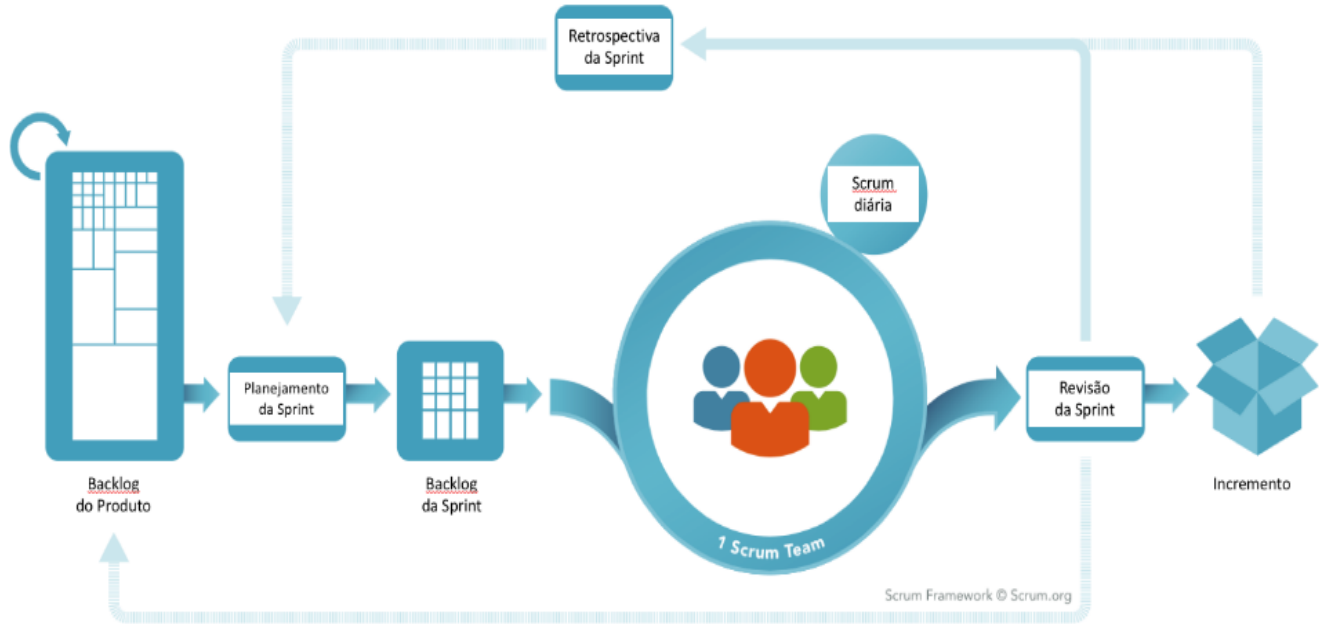 Retrospectiva
da Sprint
Scrum
diária
Planejamento
da Sprint
Revisão
da Sprint
Backlog
do Produto
Backlog
da Sprint
Incremento
1 Scrum Team
Scrum Framework © Scrum.org